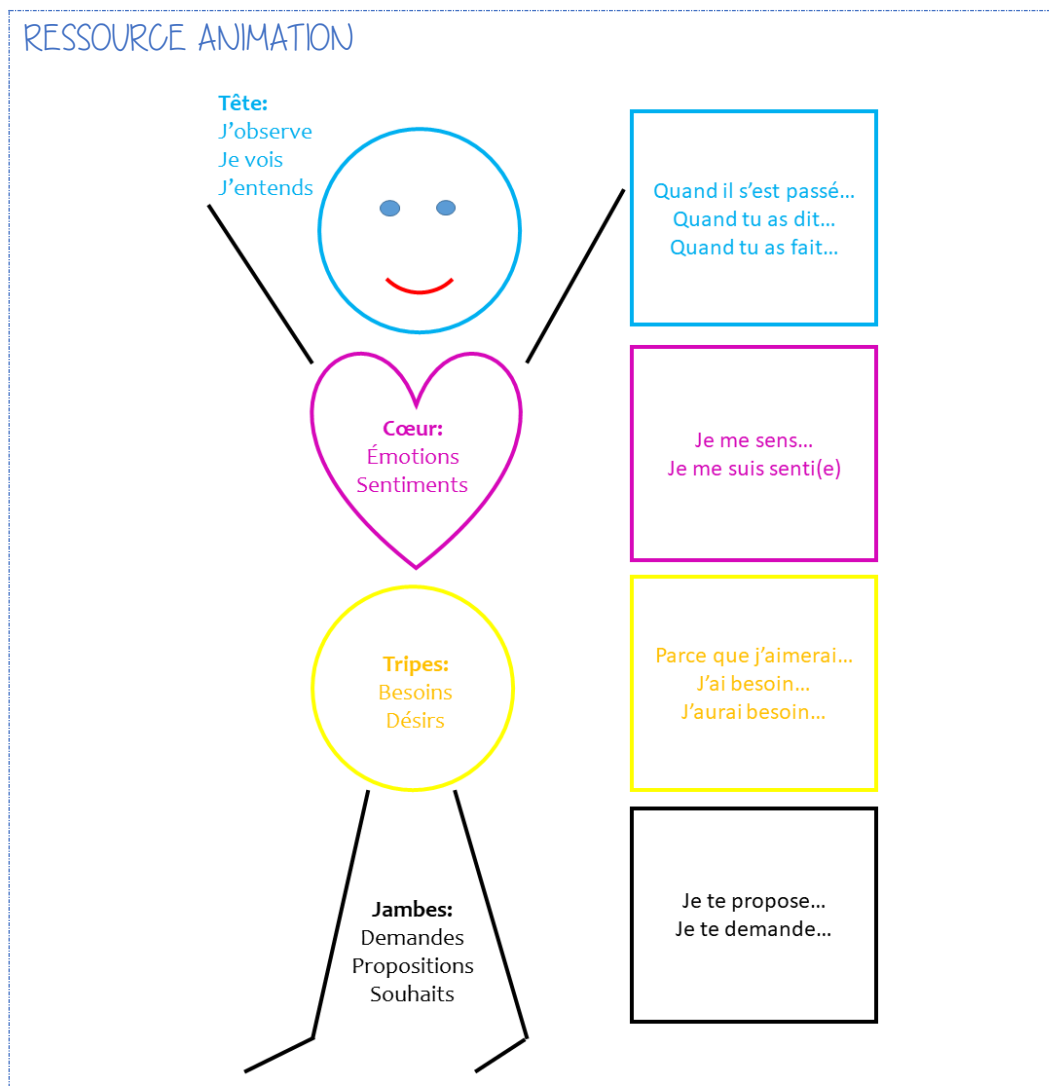 RESSOURCE ANIMATION
Tête:
J'observe
Je vois
J'entends
Quand il s'est passé...
Quand tu as dit...
Quand tu as fait...
Cœur:
Émotions
Sentiments
Je me sens...
Je me suis senti(e)
Tripes:
Besoins
Désirs
Parce que j'aimerai...
J'ai besoin...
J'aurai besoin...
Jambes:
Demandes
Propositions
Souhaits
Je te propose...
Je te demande...